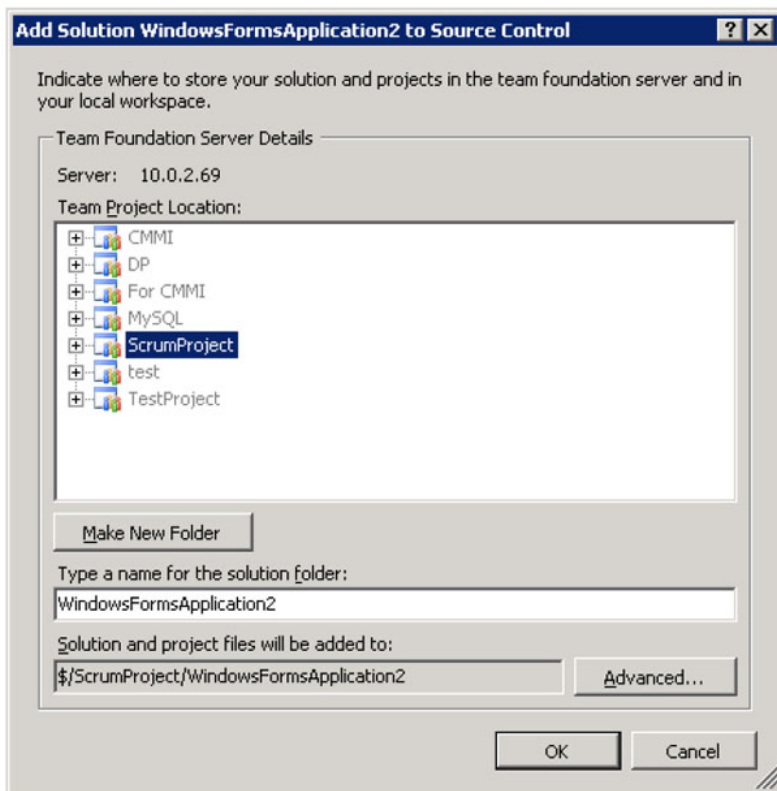 Add Solution WindowsFormsApplication2 to Source Control
Indicate where to store your solution and projects in the team foundation server and in
your local workspace.
Team Foundation Server Details
Server: 10.0.2.69
Team Project Location:
CMMI
DP
For CMMI
MySQL
ScrumProject
test
TestProject
Make New Folder
Type a name for the solution folder:
WindowsFormsApplication2
Solution and project files will be added to:
$/ScrumProject/WindowsFormsApplication2
Advanced...
OK Cancel